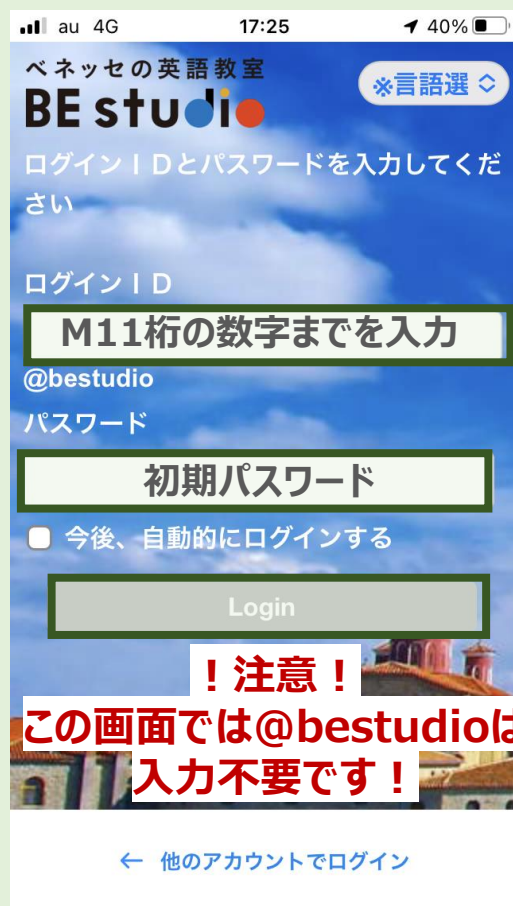 au 4G 17:25 40%
ベネッセの英語教室
BE studio
※言語選
ログインＩＤとパスワードを入力してくだ
さい
ログインＩＤ
M11桁の数字までを入力
@bestudio
パスワード
初期パスワード
今後、自動的にログインする
Login
！注意！
この画面では@bestudioは
入力不要です！
← 他のアカウントでログイン